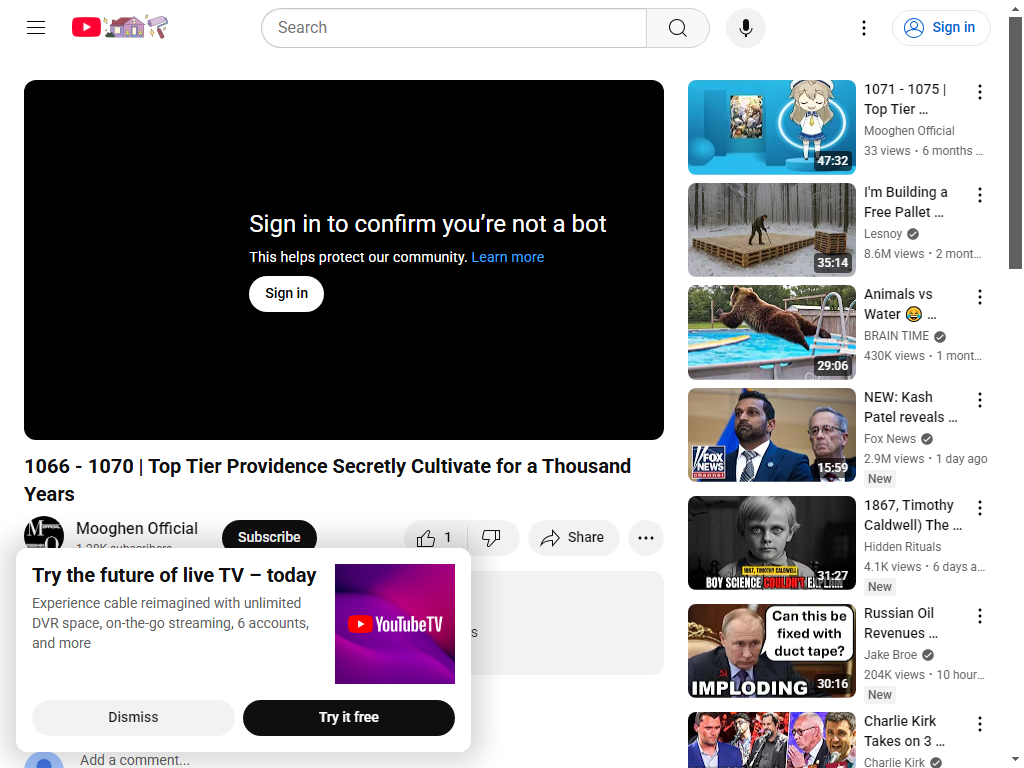 Search
Sign in
Sign in to confirm you’re not a bot
This helps protect our community. Learn more
Sign in
1066 - 1070 | Top Tier Providence Secretly Cultivate for a Thousand
Years
Mooghen Official
Subscribe
1
Share
Try the future of live TV – today
Experience cable reimagined with unlimited
DVR space, on-the-go streaming, 6 accounts,
and more
YouTubeTV
Dismiss
Try it free
Add a comment...
47:32
1071 - 1075 |
Top Tier ...
Mooghen Official
33 views • 6 months ...
35:14
I'm Building a
Free Pallet ...
Lesnoy
8.6M views • 2 mont...
29:06
Animals vs
Water 😂 ...
BRAIN TIME
430K views • 1 mont...
FOX
NEWS
channel
15:59
NEW: Kash
Patel reveals ...
Fox News
2.9M views • 1 day ago
New
1867, TIMOTHY CALDWELL
BOY SCIENCE COULDN'T
31:27
1867, Timothy
Caldwell) The ...
Hidden Rituals
4.1K views • 6 days a...
New
Can this be
fixed with
duct tape?
IMPLODING
30:16
Russian Oil
Revenues ...
Jake Broe
204K views • 10 hour...
New
Charlie Kirk
Takes on 3 ...
Charlie Kirk